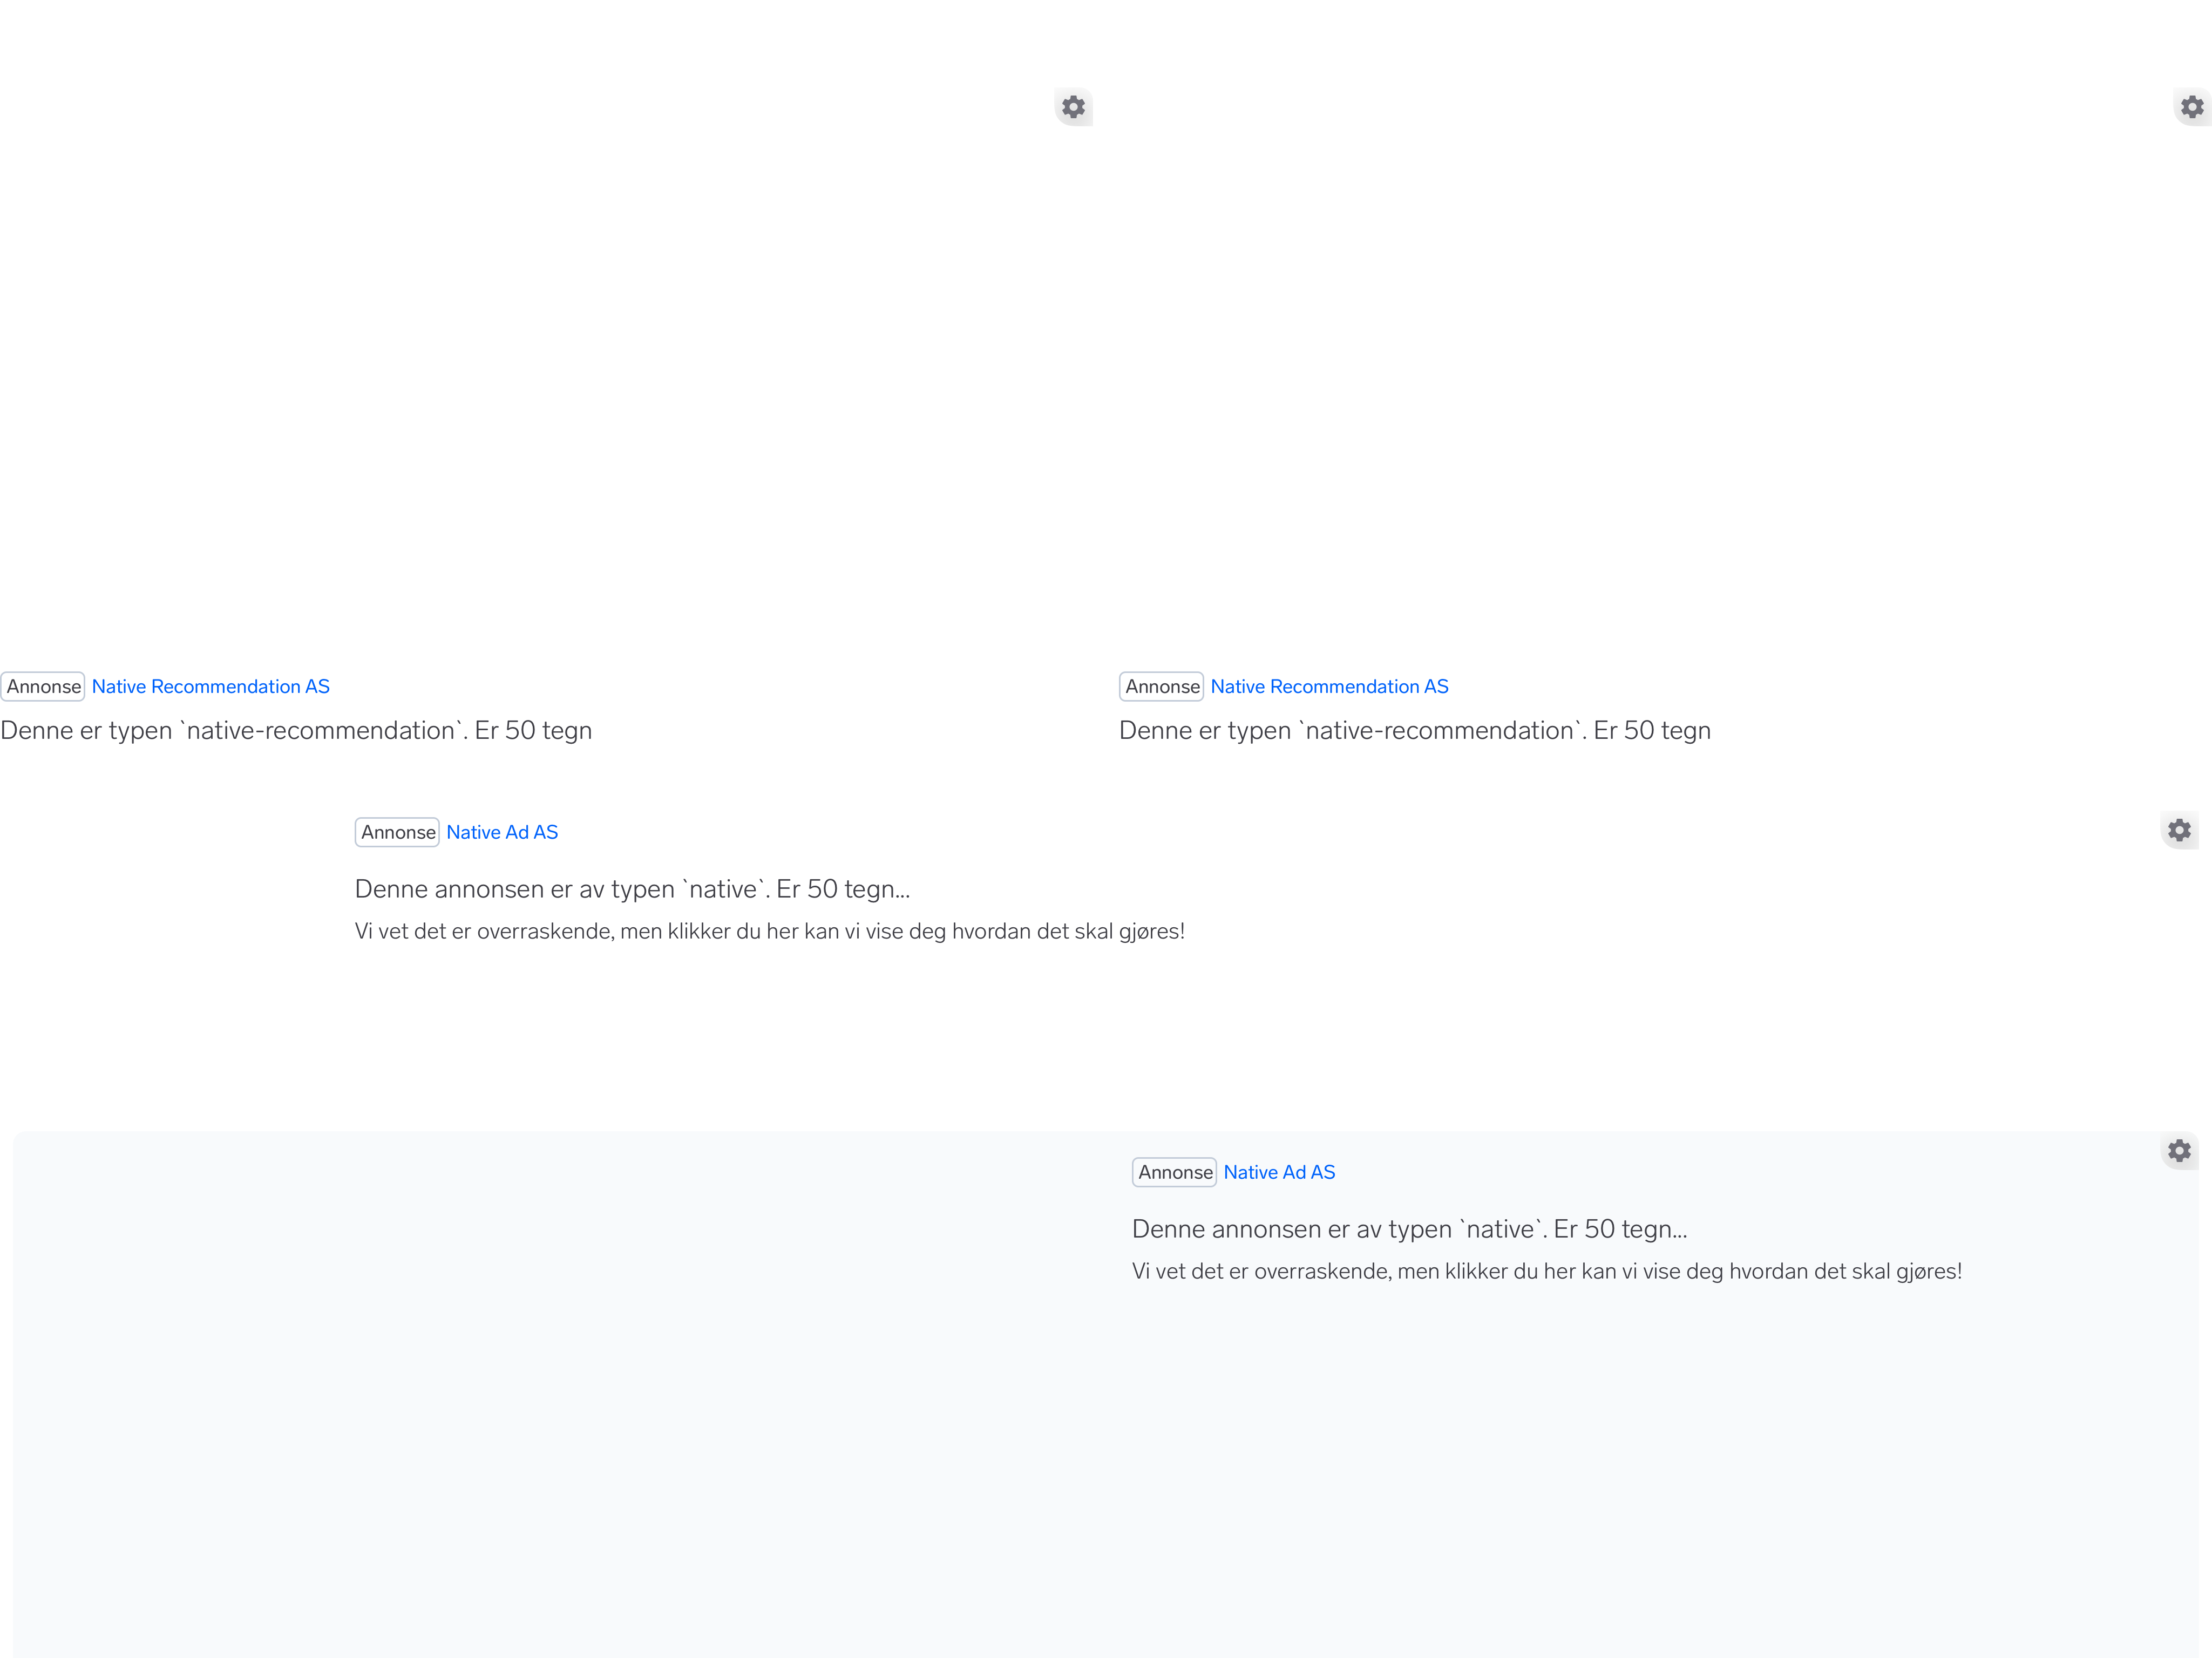 Annonse Native Recommendation AS
Denne er typen `native-recommendation`. Er 50 tegn
Annonse Native Recommendation AS
Denne er typen `native-recommendation`. Er 50 tegn
Annonse Native Ad AS
Denne annonsen er av typen `native`. Er 50 tegn...
Vi vet det er overraskende, men klikker du her kan vi vise deg hvordan det skal gjøres!
Annonse Native Ad AS
Denne annonsen er av typen `native`. Er 50 tegn...
Vi vet det er overraskende, men klikker du her kan vi vise deg hvordan det skal gjøres!